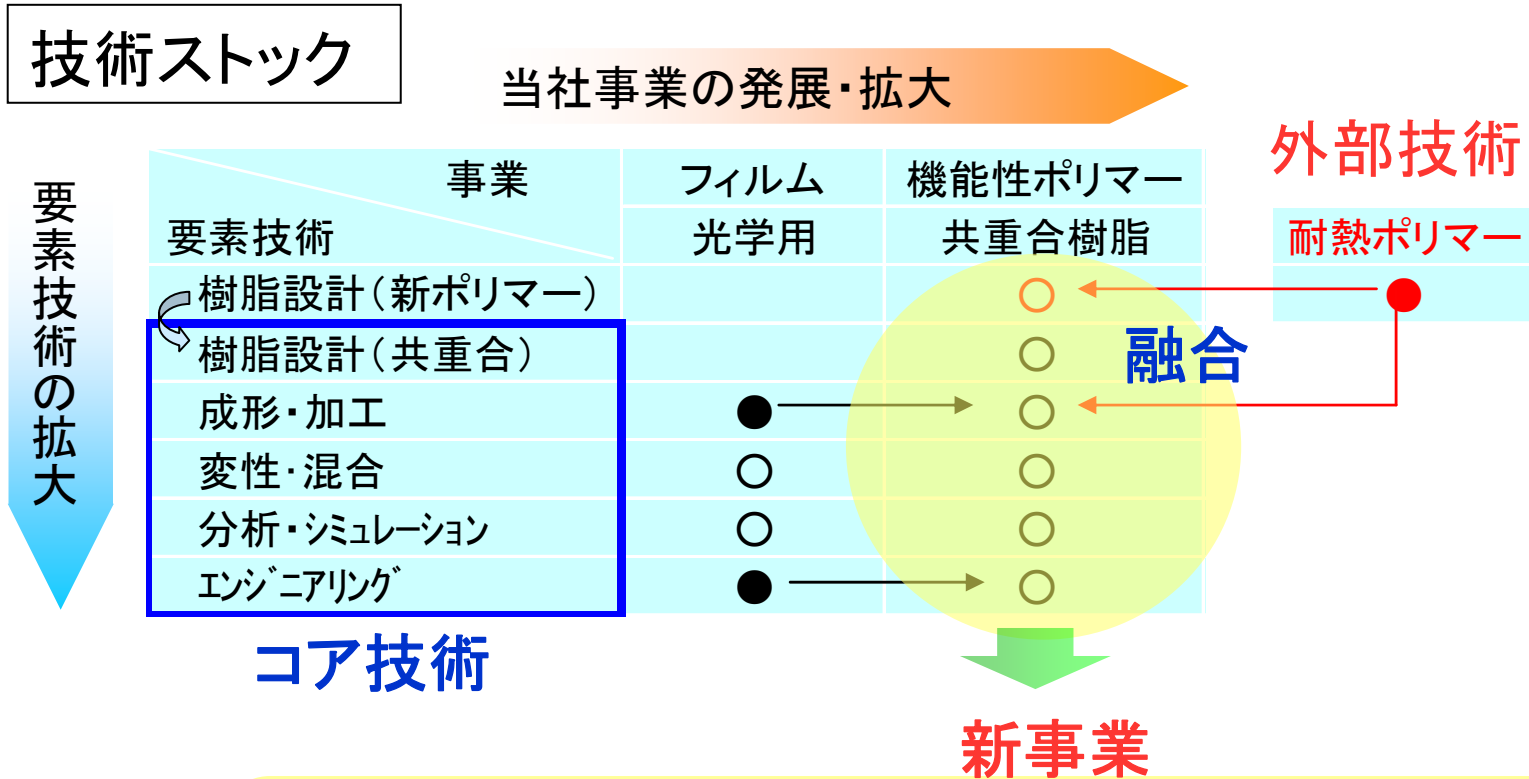 技術ストック
当社事業の発展・拡大
外部技術
要素技術の拡大
事業
フィルム
機能性ポリマー
要素技術
光学用
共重合樹脂
耐熱ポリマー
樹脂設計（新ポリマー）
樹脂設計（共重合）
融合
成形・加工
変性・混合
分析・ｼﾐｭﾚｰｼｮﾝ
ｴﾝｼﾞﾆｱﾘﾝｸﾞ
コア技術
新事業